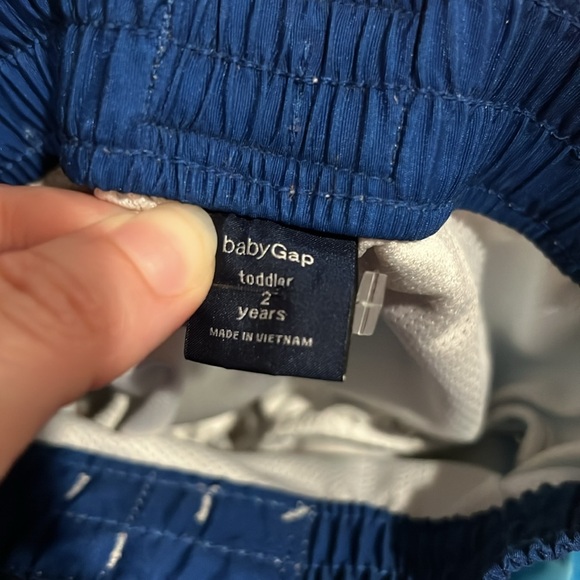 babyGap
toddler
2
years
MADE IN VIETNAM